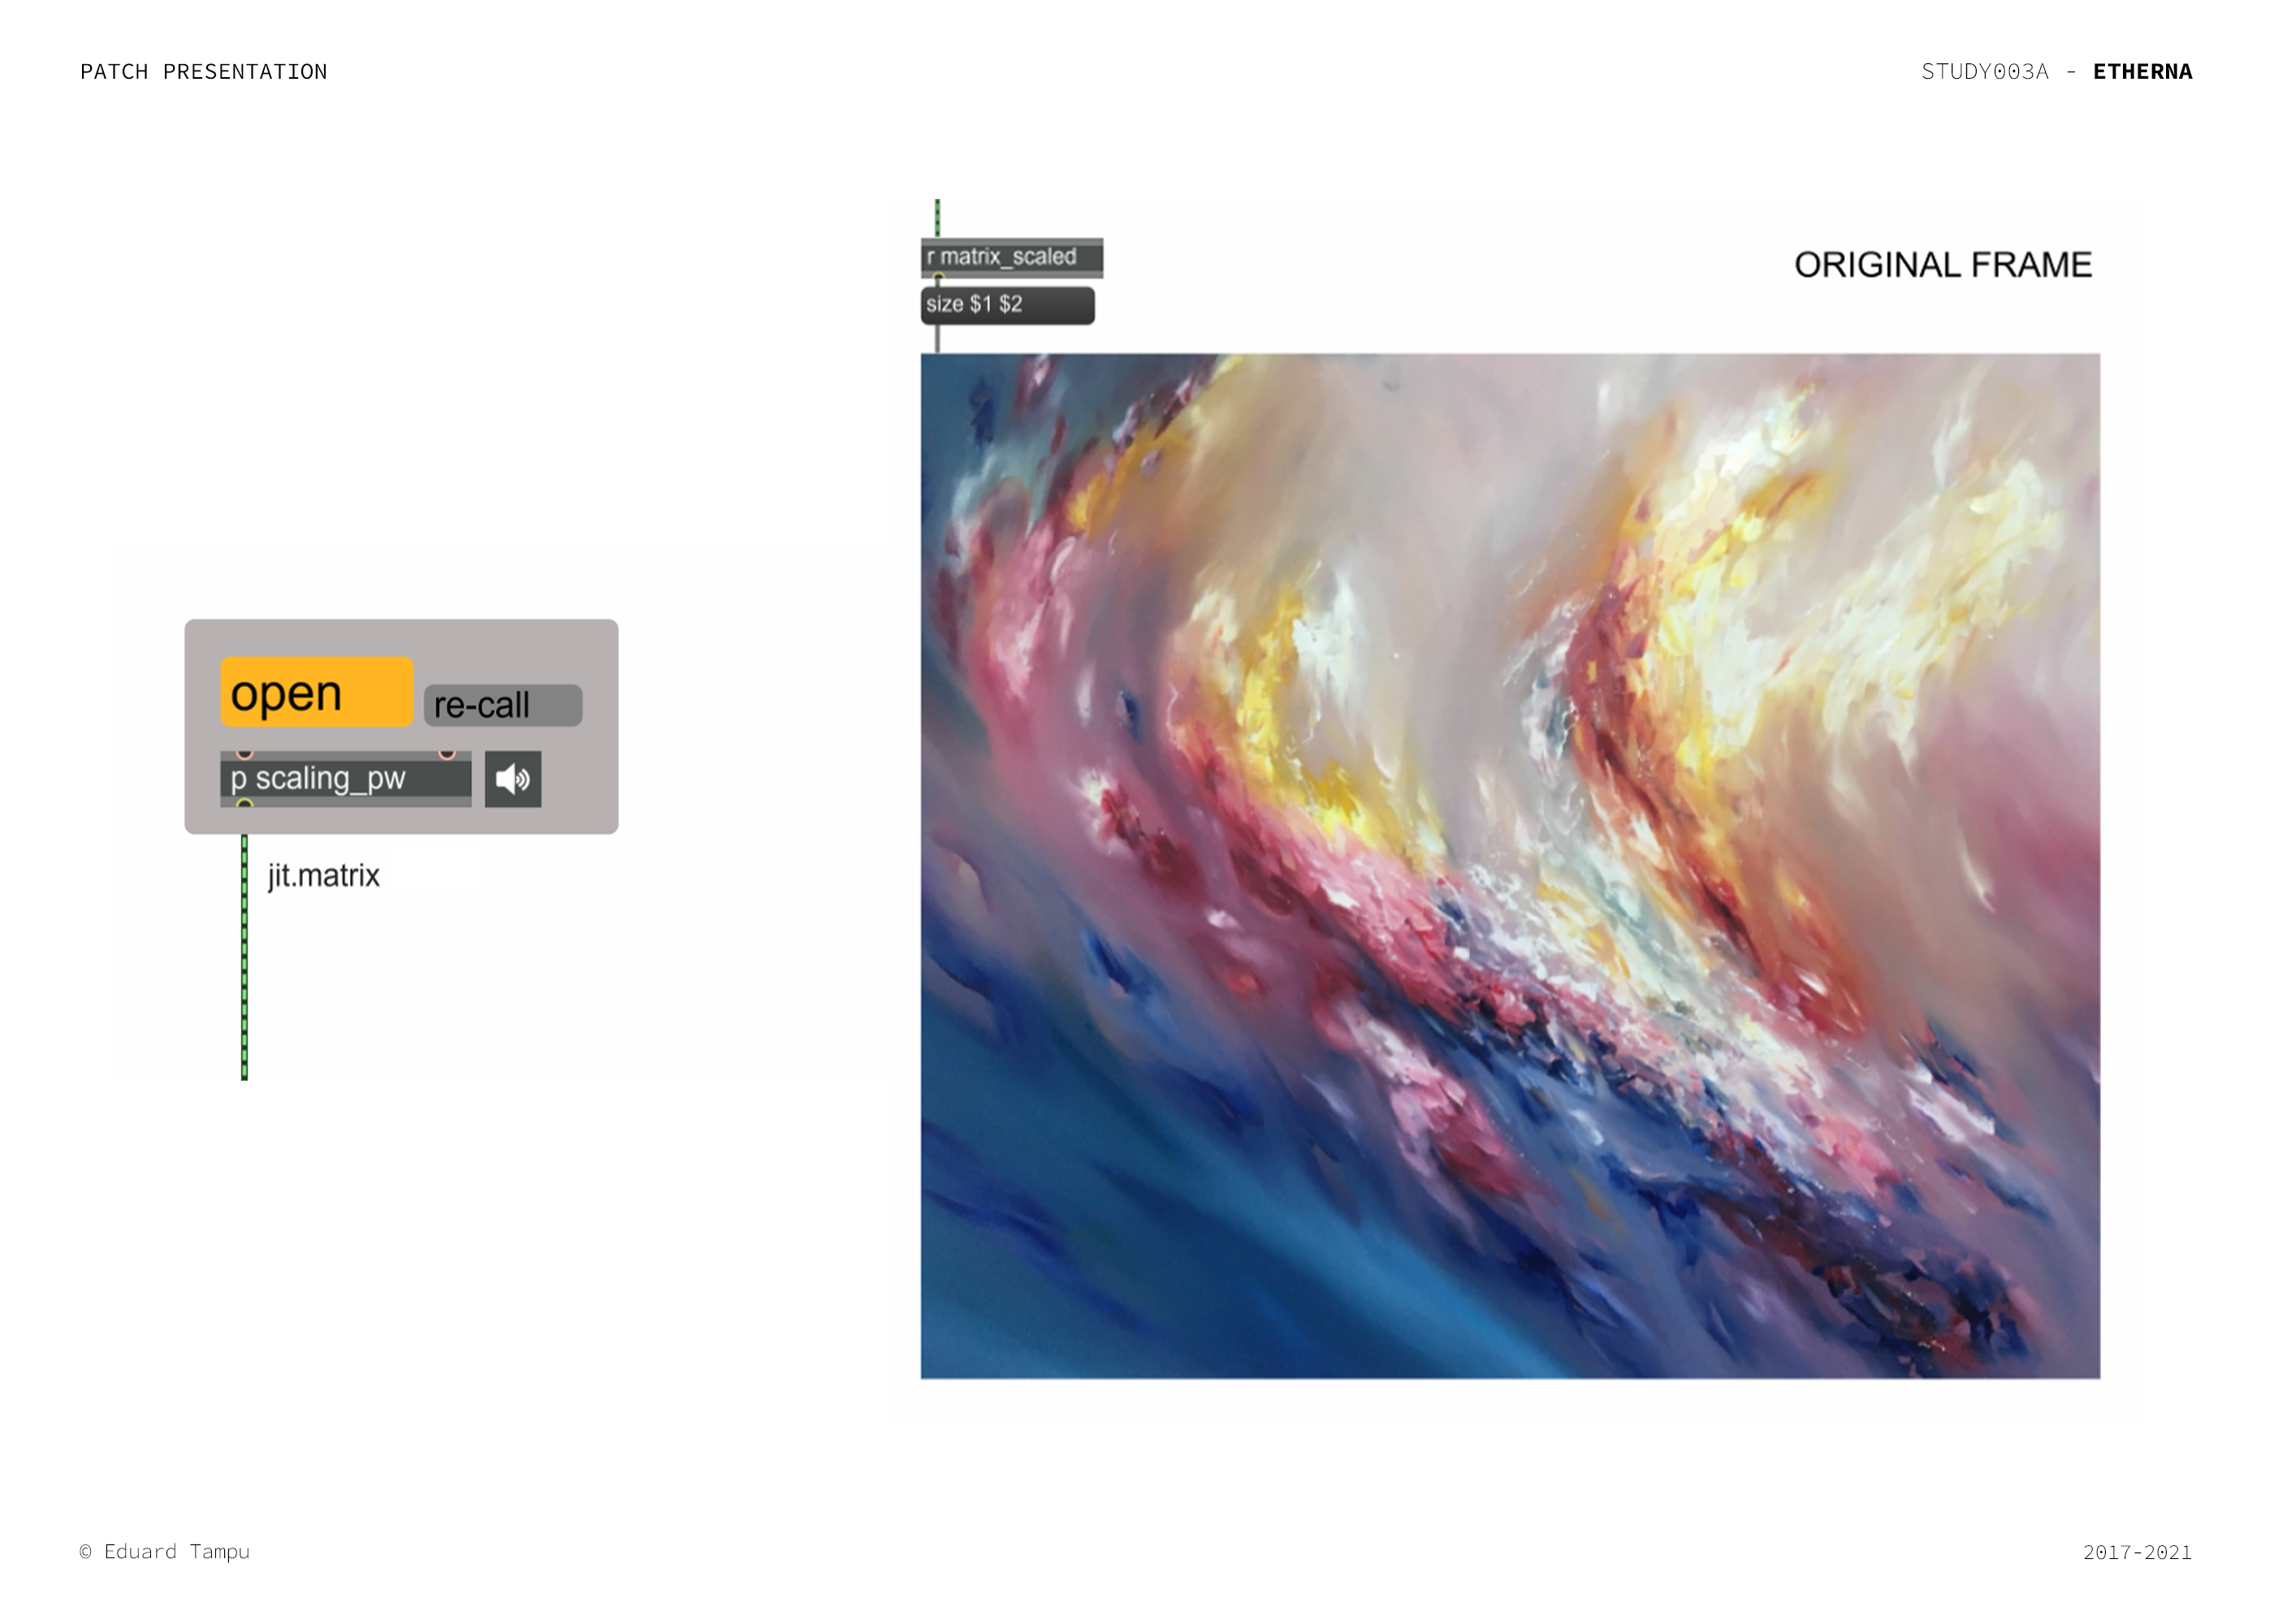 PATCH PRESENTATION
STUDY003A - ETHERNA
r matrix_scaled
size $1 $2
ORIGINAL FRAME
open
re-call
p scaling_pw
jit.matrix
© Eduard Tampu
2017-2021